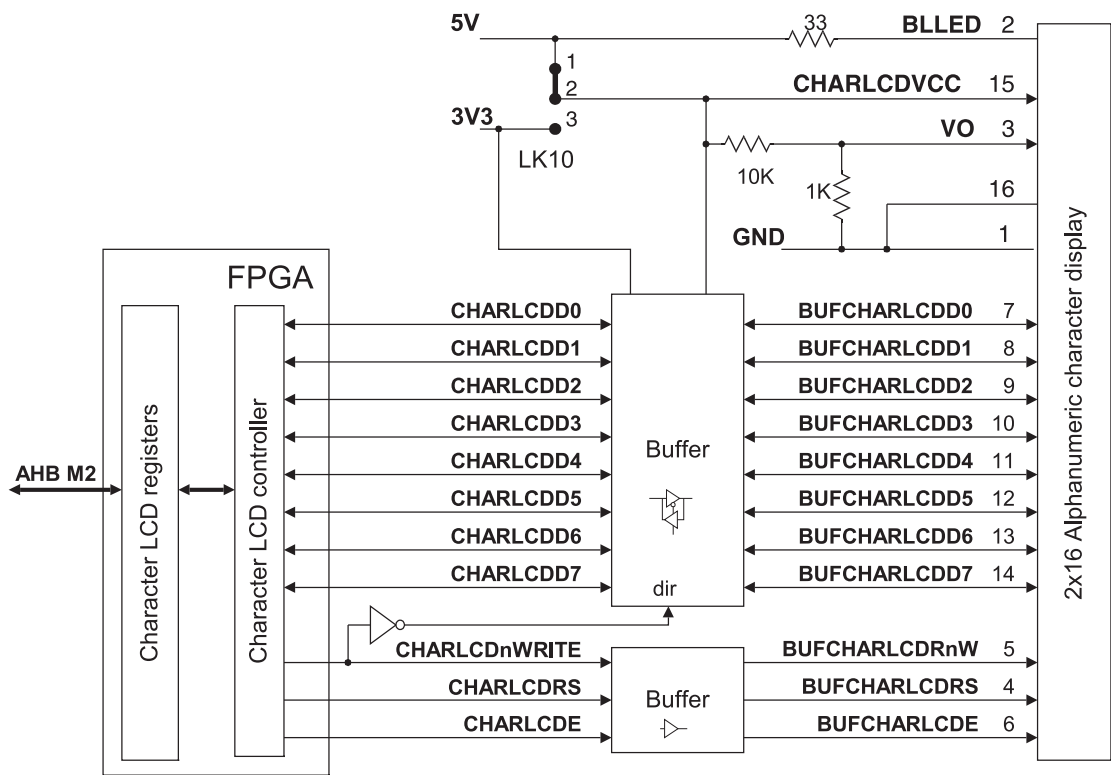 5V 33 BLLED 2
1
2 CHARLCDVCC 15
3V3 3 VO 3
LK10
10K
1K 16
GND 1
FPGA
Character LCD registers
Character LCD controller
AHB M2
CHARLCDD0 BUFCHARLCDD0 7
CHARLCDD1 BUFCHARLCDD1 8
CHARLCDD2 BUFCHARLCDD2 9
CHARLCDD3 BUFCHARLCDD3 10
Buffer
CHARLCDD4 BUFCHARLCDD4 11
CHARLCDD5 BUFCHARLCDD5 12
CHARLCDD6 BUFCHARLCDD6 13
CHARLCDD7 BUFCHARLCDD7 14
dir
CHARLCDnWRITE BUFCHARLCDRnW 5
CHARLCDRS Buffer BUFCHARLCDRS 4
CHARLCDE BUFCHARLCDE 6
2x16 Alphanumeric character display